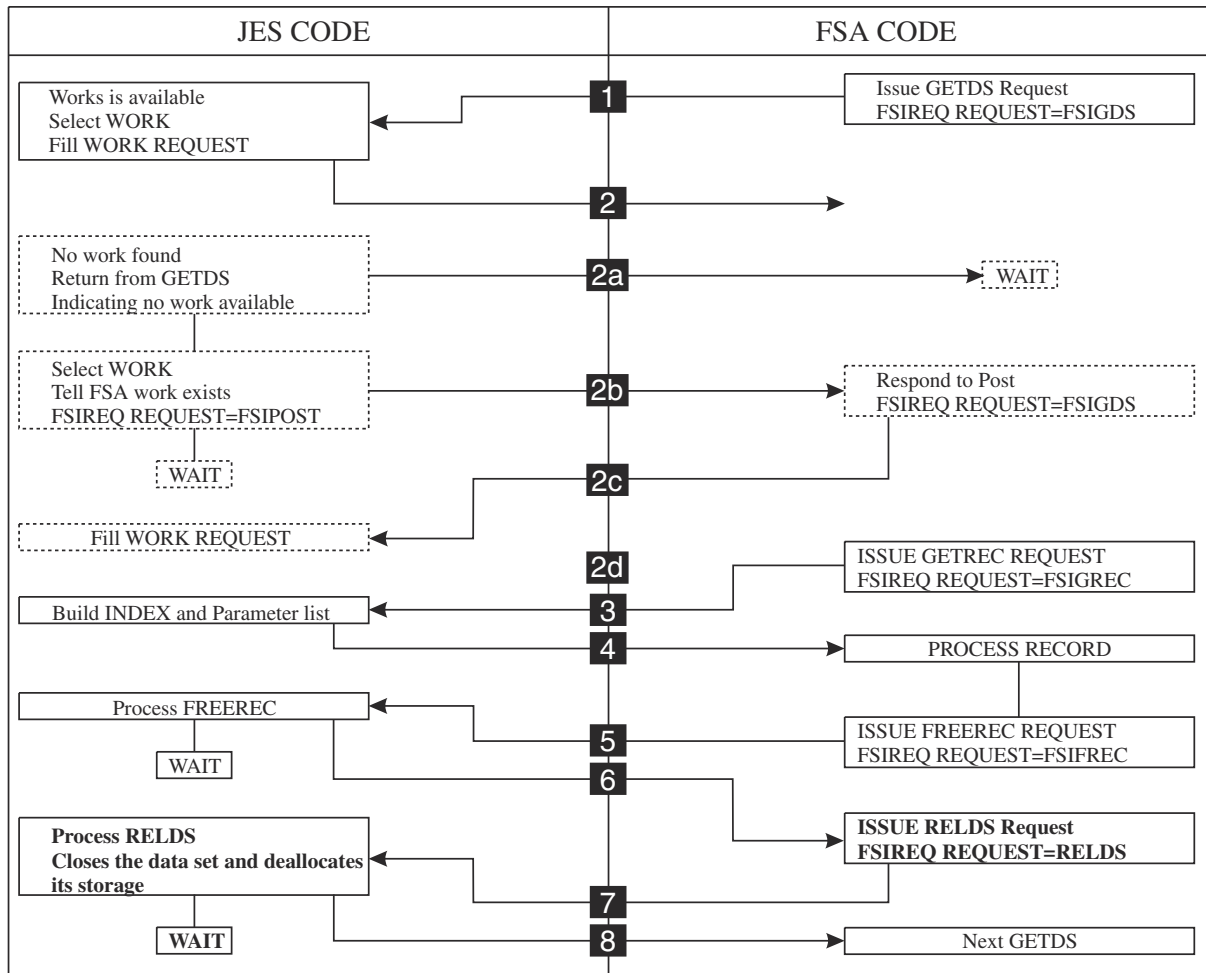 JES CODE
FSA CODE
Works is available
Select WORK
Fill WORK REQUEST
1
Issue GETDS Request
FSIREQ REQUEST=FSIGDS
2
No work found
Return from GETDS
Indicating no work available
2a
WAIT
Select WORK
Tell FSA work exists
FSIREQ REQUEST=FSIPOST
2b
Respond to Post
FSIREQ REQUEST=FSIGDS
WAIT
2c
Fill WORK REQUEST
2d
ISSUE GETREC REQUEST
FSIREQ REQUEST=FSIGREC
Build INDEX and Parameter list
3
4
PROCESS RECORD
Process FREEREC
5
ISSUE FREEREC REQUEST
FSIREQ REQUEST=FSIFREC
WAIT
6
Process RELDS
Closes the data set and deallocates
its storage
ISSUE RELDS Request
FSIREQ REQUEST=RELDS
7
WAIT
8
Next GETDS